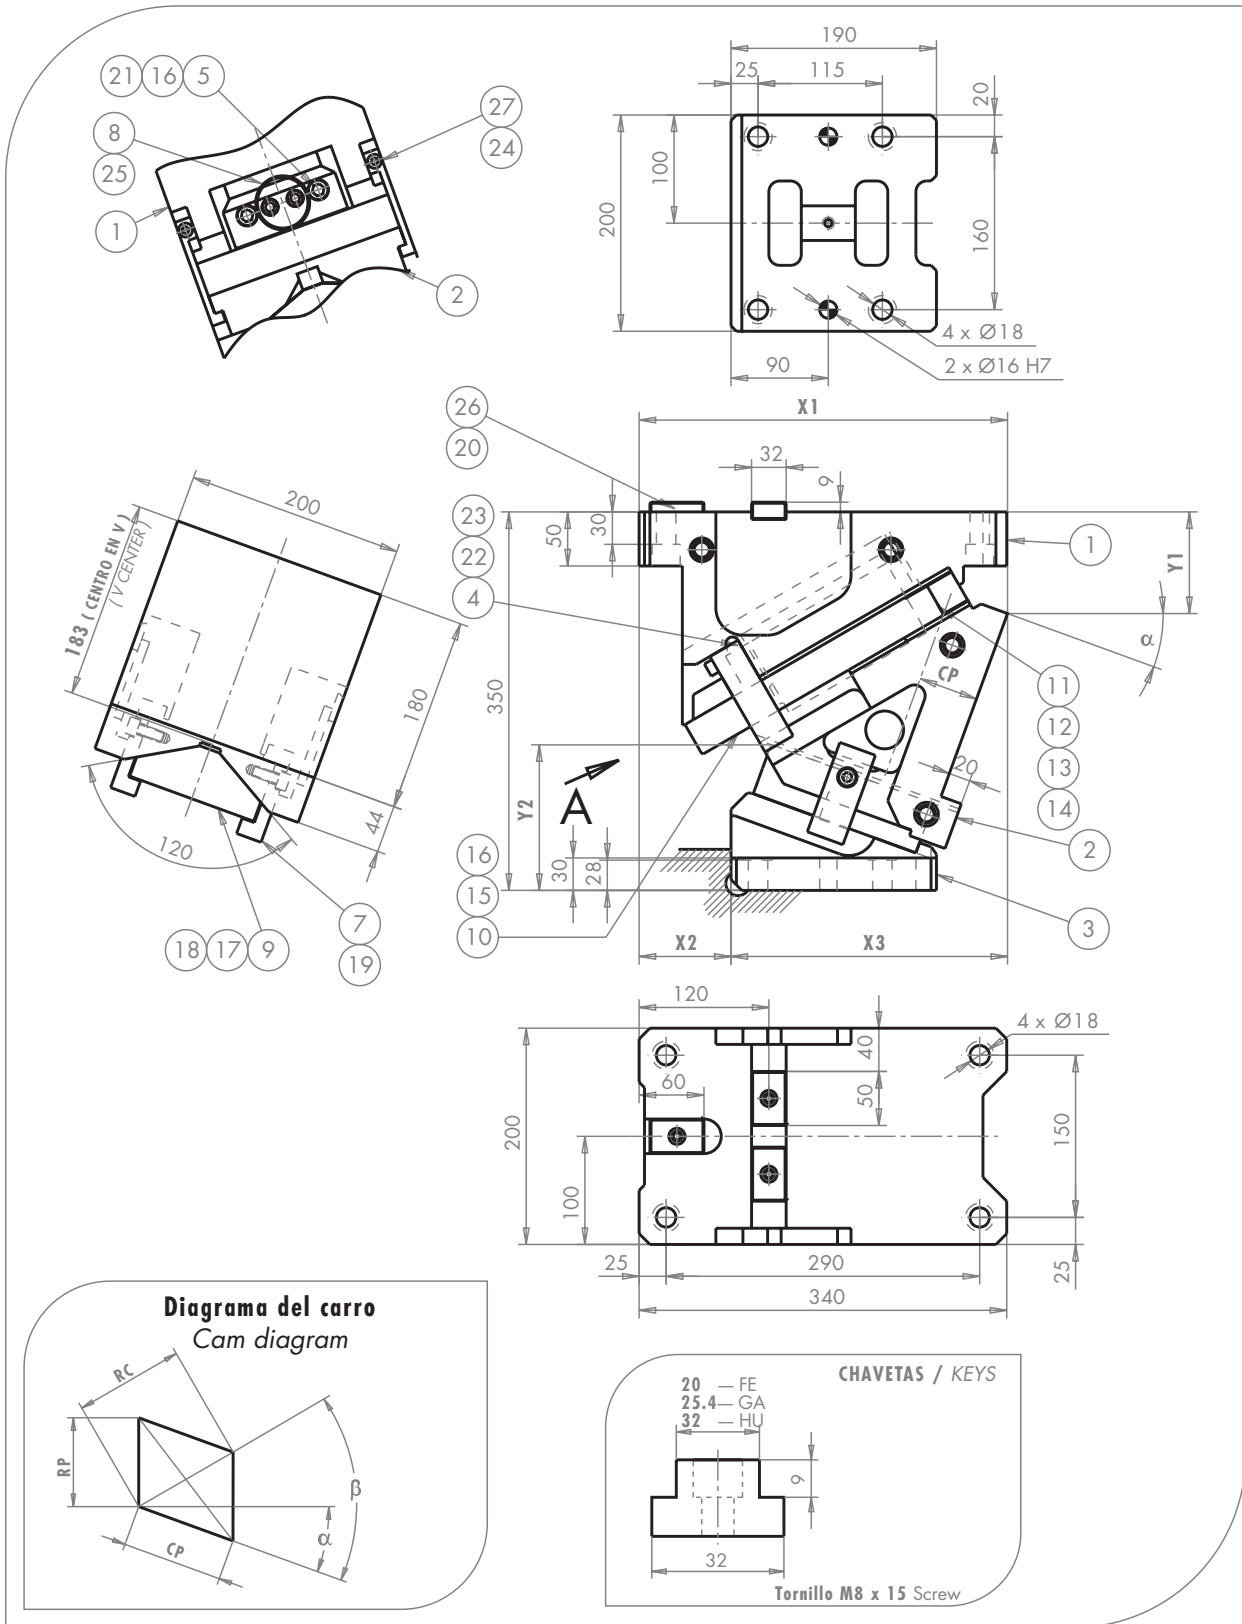 21 16 5
8
25
1
27
24
2
190
25 115
20
100
200
160
4 x Ø18
90
2 x Ø16 H7
X1
26
20
32
9
200
183 ( CENTRO EN V )
( V CENTER )
180
44
120
18 17 9
7
19
23
22
4
50
30
350
Y1
1
α
CP
11
12
13
14
20
2
A
Y2
30
28
16
15
10
3
X2 X3
120
4 x Ø18
40
60
50
200
100
150
25
290
25
340
Diagrama del carro
Cam diagram
RC
RP
CP
β
α
CHAVETAS / KEYS
20 — FE
25.4— GA
32 — HU
9
32
Tornillo M8 x 15 Screw